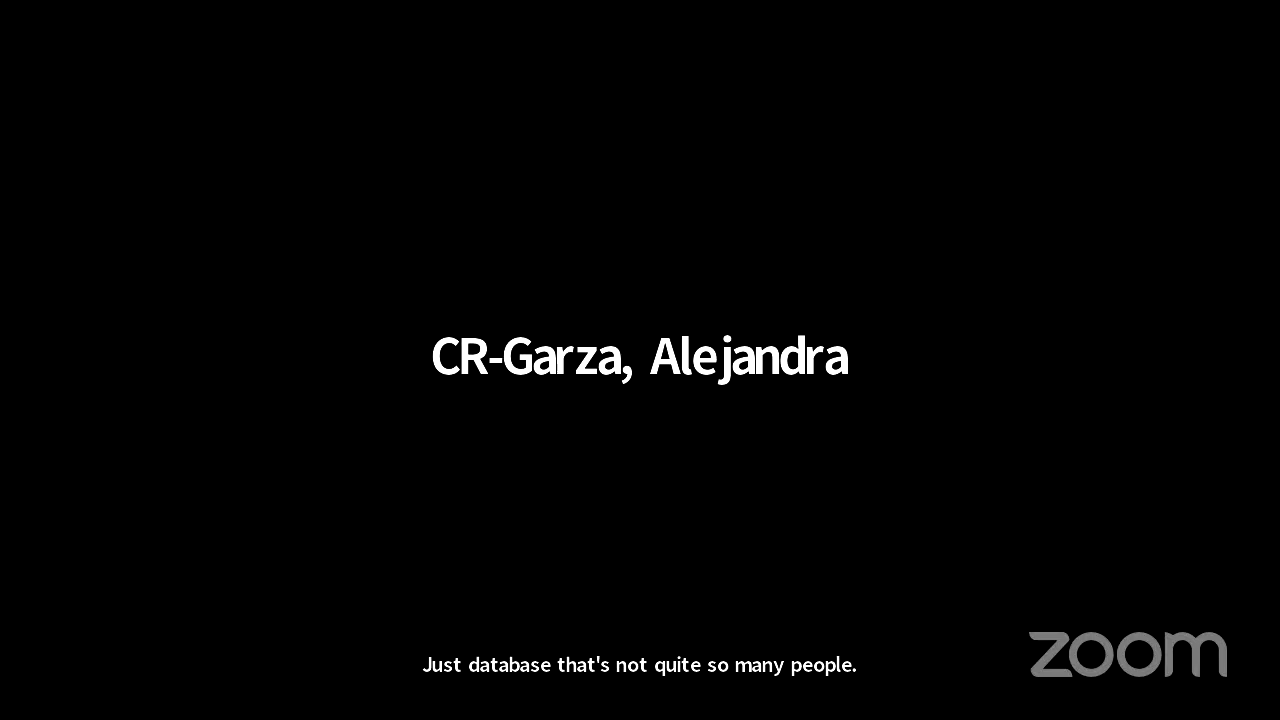 CR-Garza, Alejandra
Just database that's not quite so many people.
zoom